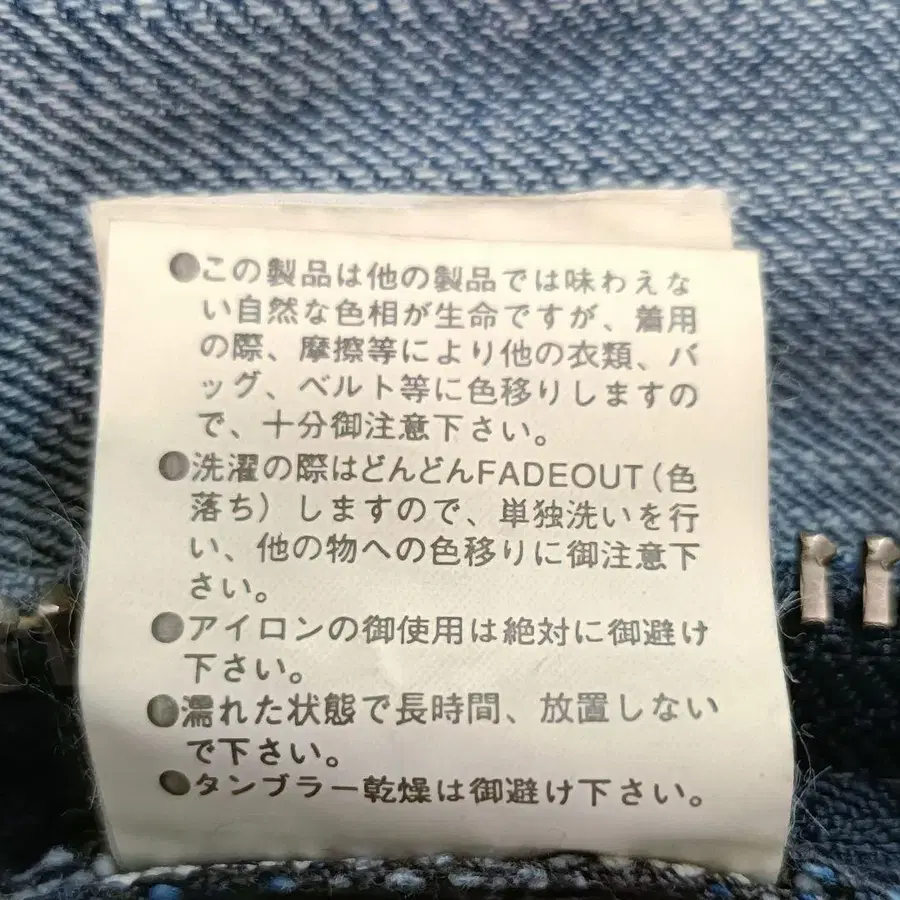 ●この製品は他の製品では味わえな
い自然な色相が生命ですが、着用
の際、摩擦等により他の衣類、バ
ッグ、ベルト等に色移りしますの
で、十分御注意下さい。
●洗濯の際はどんどんFADEOUT(色
落ち)しますので、単独洗いを行
い、他の物への色移りに御注意下
さい。
●アイロンの御使用は絶対に御避け
下さい。
●濡れた状態で長時間、放置しない
で下さい。
●タンブラー乾燥は御避け下さい。